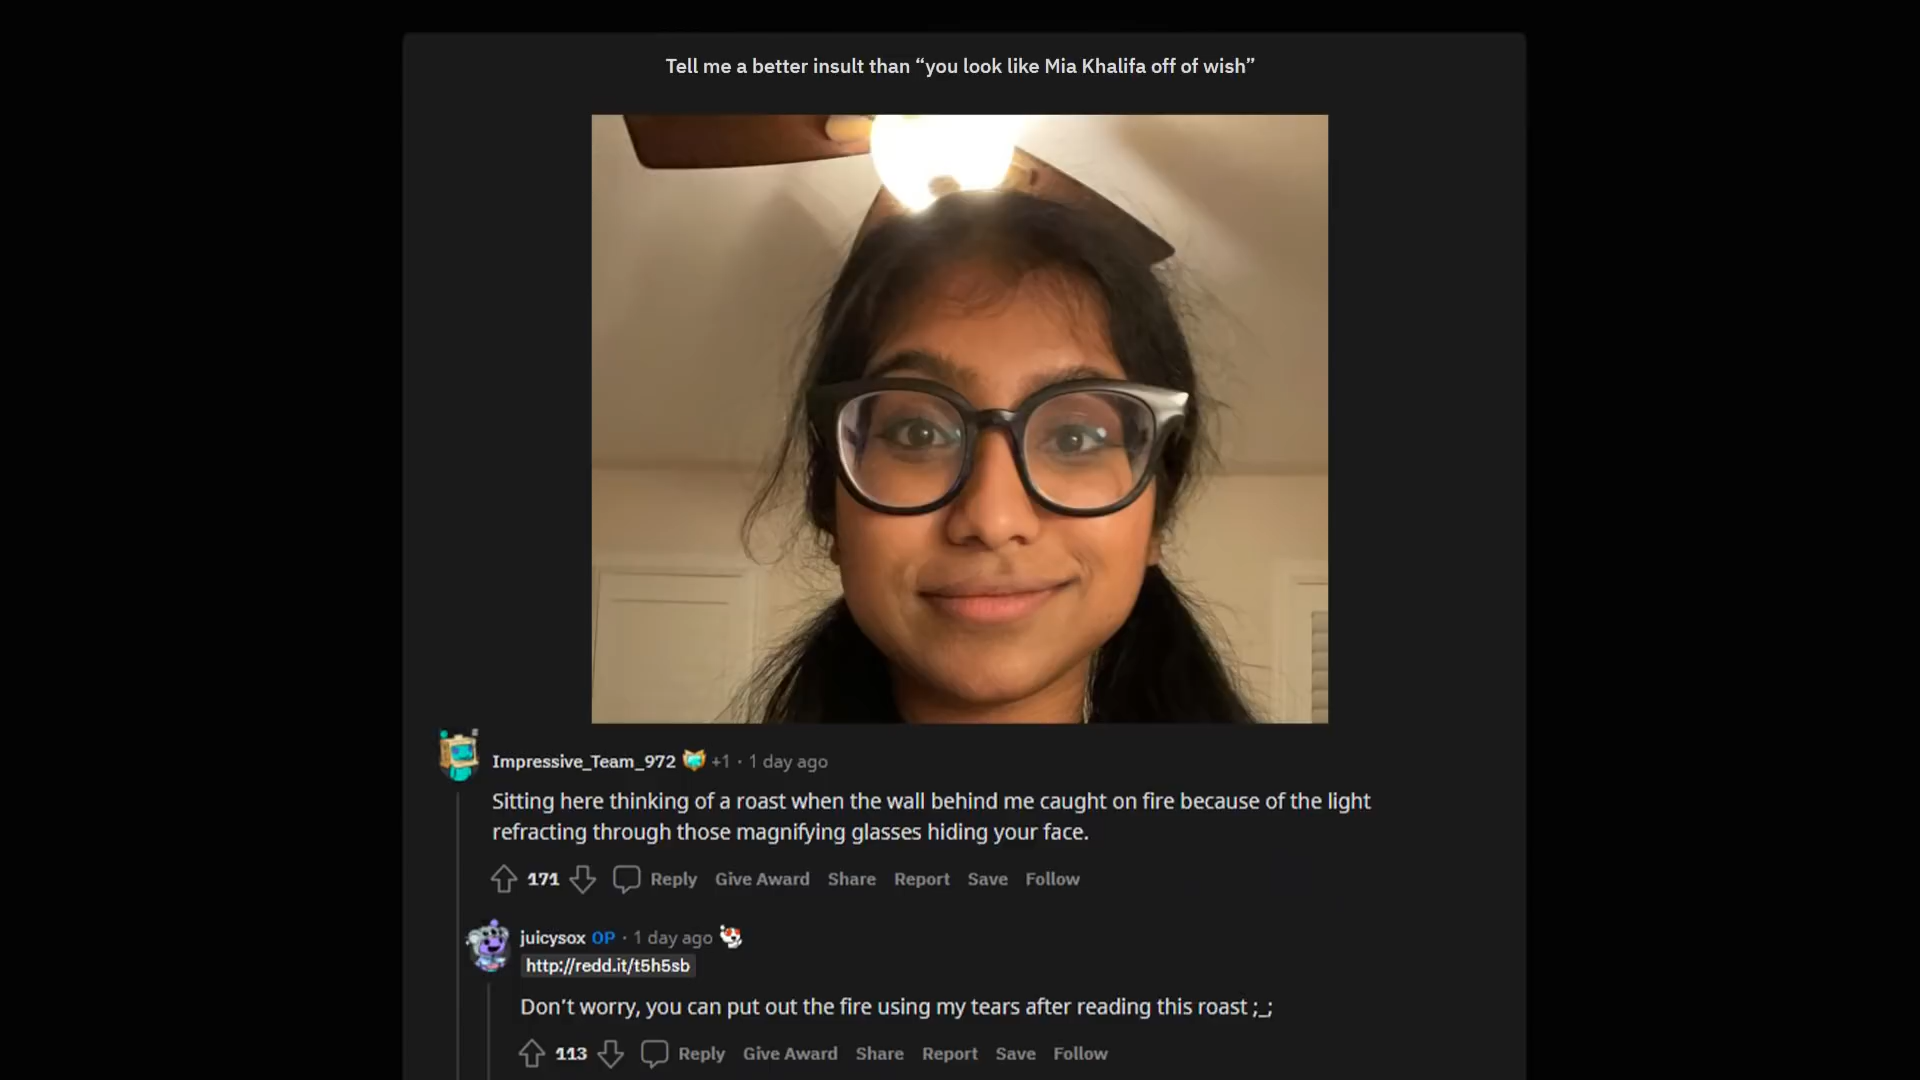 Tell me a better insult than “you look like Mia Khalifa off of wish”
Impressive_Team_972 +1 · 1 day ago
Sitting here thinking of a roast when the wall behind me caught on fire because of the light
refracting through those magnifying glasses hiding your face.
171 Reply Give Award Share Report Save Follow
juicysox OP · 1 day ago
http://redd.it/t5h5sb
Don’t worry, you can put out the fire using my tears after reading this roast ;_;
113 Reply Give Award Share Report Save Follow